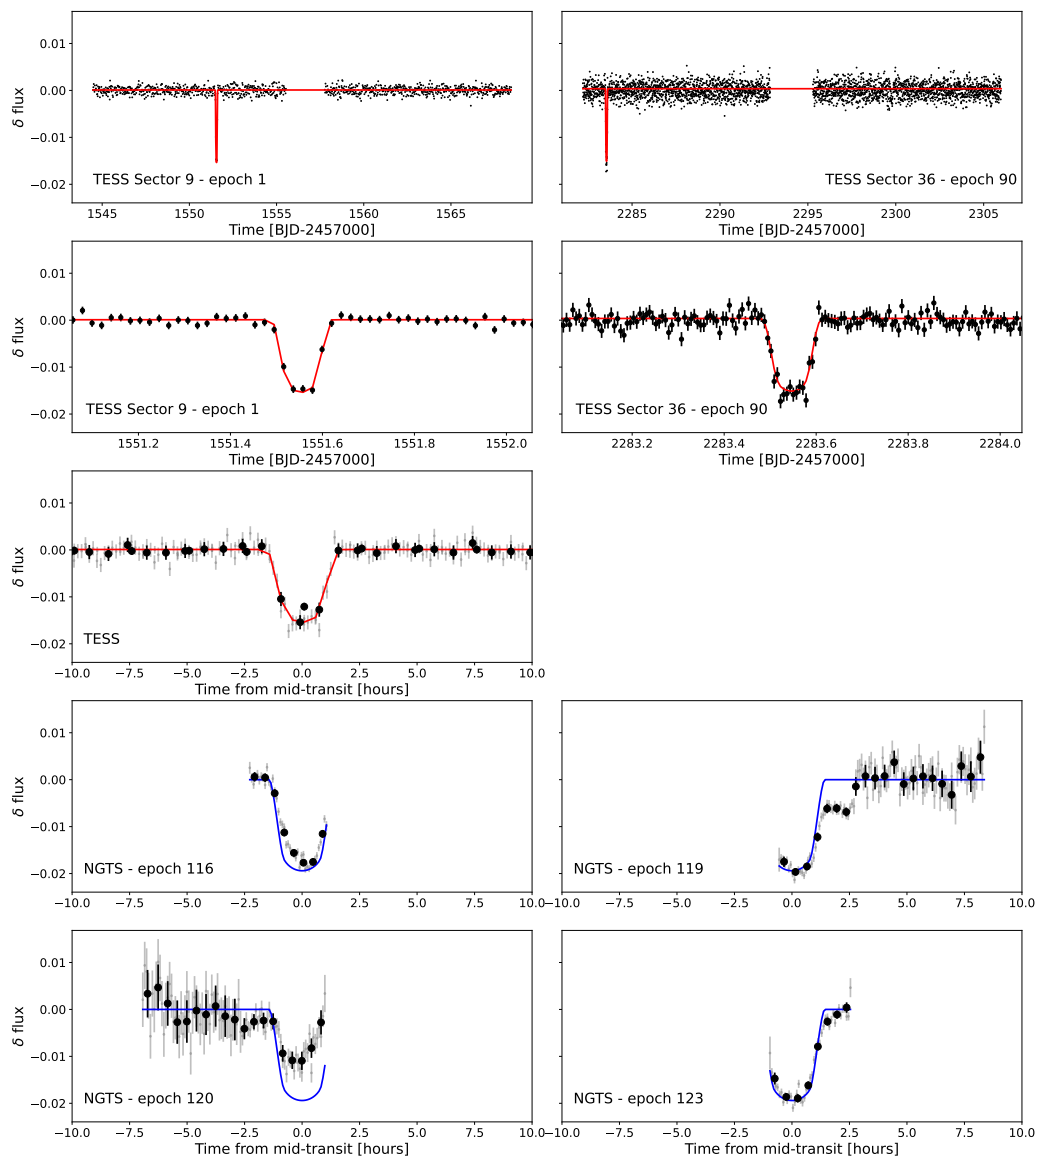 0.01
0.00
−0.01
−0.02
δ flux
TESS Sector 9 - epoch 1
1545 1550 1555 1560 1565
Time [BJD-2457000]
TESS Sector 36 - epoch 90
2285 2290 2295 2300 2305
Time [BJD-2457000]
0.01
0.00
−0.01
−0.02
δ flux
TESS Sector 9 - epoch 1
1551.2 1551.4 1551.6 1551.8 1552.0
Time [BJD-2457000]
TESS Sector 36 - epoch 90
2283.2 2283.4 2283.6 2283.8 2284.0
Time [BJD-2457000]
0.01
0.00
−0.01
−0.02
δ flux
TESS
−10.0 −7.5 −5.0 −2.5 0.0 2.5 5.0 7.5 10.0
Time from mid-transit [hours]
0.01
0.00
−0.01
−0.02
δ flux
NGTS - epoch 116
−10.0 −7.5 −5.0 −2.5 0.0 2.5 5.0 7.5 10.0
NGTS - epoch 119
−10.0 −7.5 −5.0 −2.5 0.0 2.5 5.0 7.5 10.0
0.01
0.00
−0.01
−0.02
δ flux
NGTS - epoch 120
−10.0 −7.5 −5.0 −2.5 0.0 2.5 5.0 7.5 10.0
Time from mid-transit [hours]
NGTS - epoch 123
−10.0 −7.5 −5.0 −2.5 0.0 2.5 5.0 7.5 10.0
Time from mid-transit [hours]